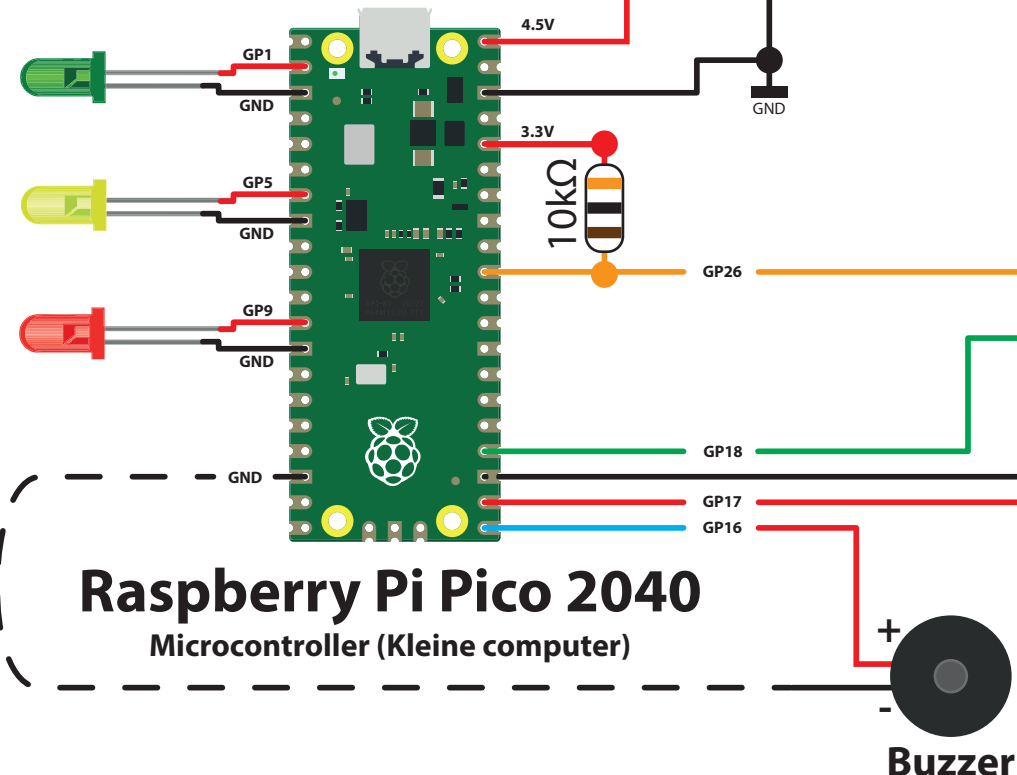 4.5V
GP1
GND
GND
3.3V
10kΩ
GP5
GND
GP26
GP9
GND
GP18
GND
GP17
GP16
Raspberry Pi Pico 2040
Microcontroller (Kleine computer)
+
-
Buzzer